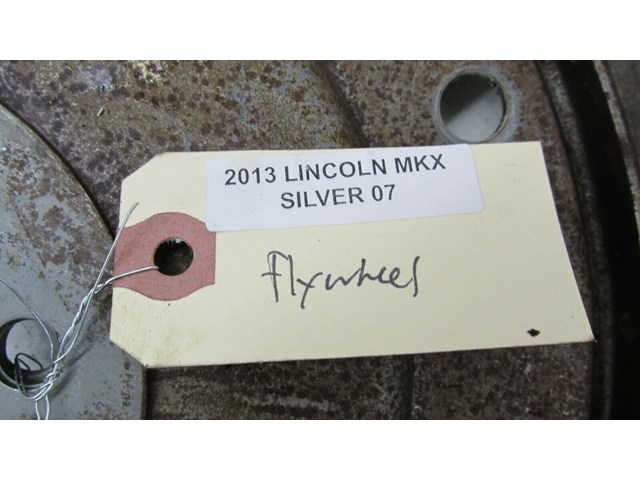 2013 LINCOLN MKX
SILVER 07
flywheel